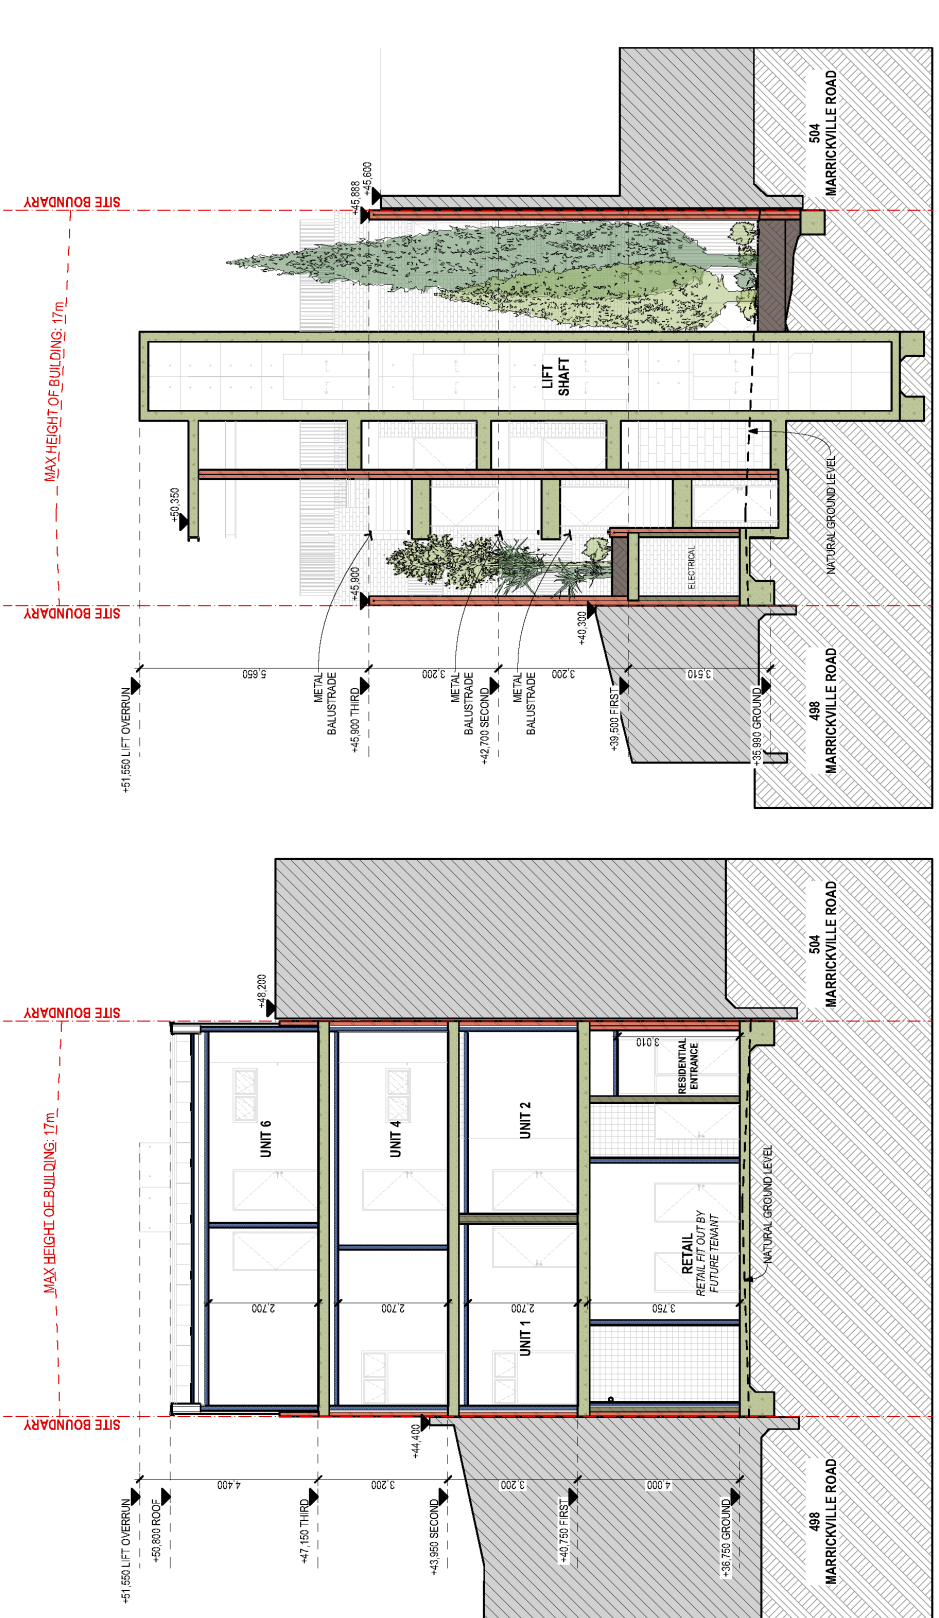 SITE BOUNDARY
MAX HEIGHT OF BUILDING: 17m
SITE BOUNDARY
504
MARRICKVILLE ROAD
+45,600
+45,888
LIFT
SHAFT
+50,350
NATURAL GROUND LEVEL
ELECTRICAL
+45,900
+40,300
5,650
3,200
3,200
3,510
METAL
BALUSTRADE
METAL
BALUSTRADE
METAL
BALUSTRADE
+51,550 LIFT OVERRUN
+45,900 THIRD
+42,700 SECOND
+39,500 FIRST
+35,990 GROUND
498
MARRICKVILLE ROAD
SITE BOUNDARY
MAX HEIGHT OF BUILDING: 17m
SITE BOUNDARY
504
MARRICKVILLE ROAD
+48,200
3,010
RESIDENTIAL
ENTRANCE
UNIT 6
UNIT 4
UNIT 2
NATURAL GROUND LEVEL
RETAIL
RETAIL FIT OUT BY
FUTURE TENANT
2,700
2,700
2,700
3,750
UNIT 1
+44,400
4,400
3,200
3,200
4,000
+51,550 LIFT OVERRUN
+50,800 ROOF
+47,150 THIRD
+43,950 SECOND
+40,750 FIRST
+36,750 GROUND
498
MARRICKVILLE ROAD